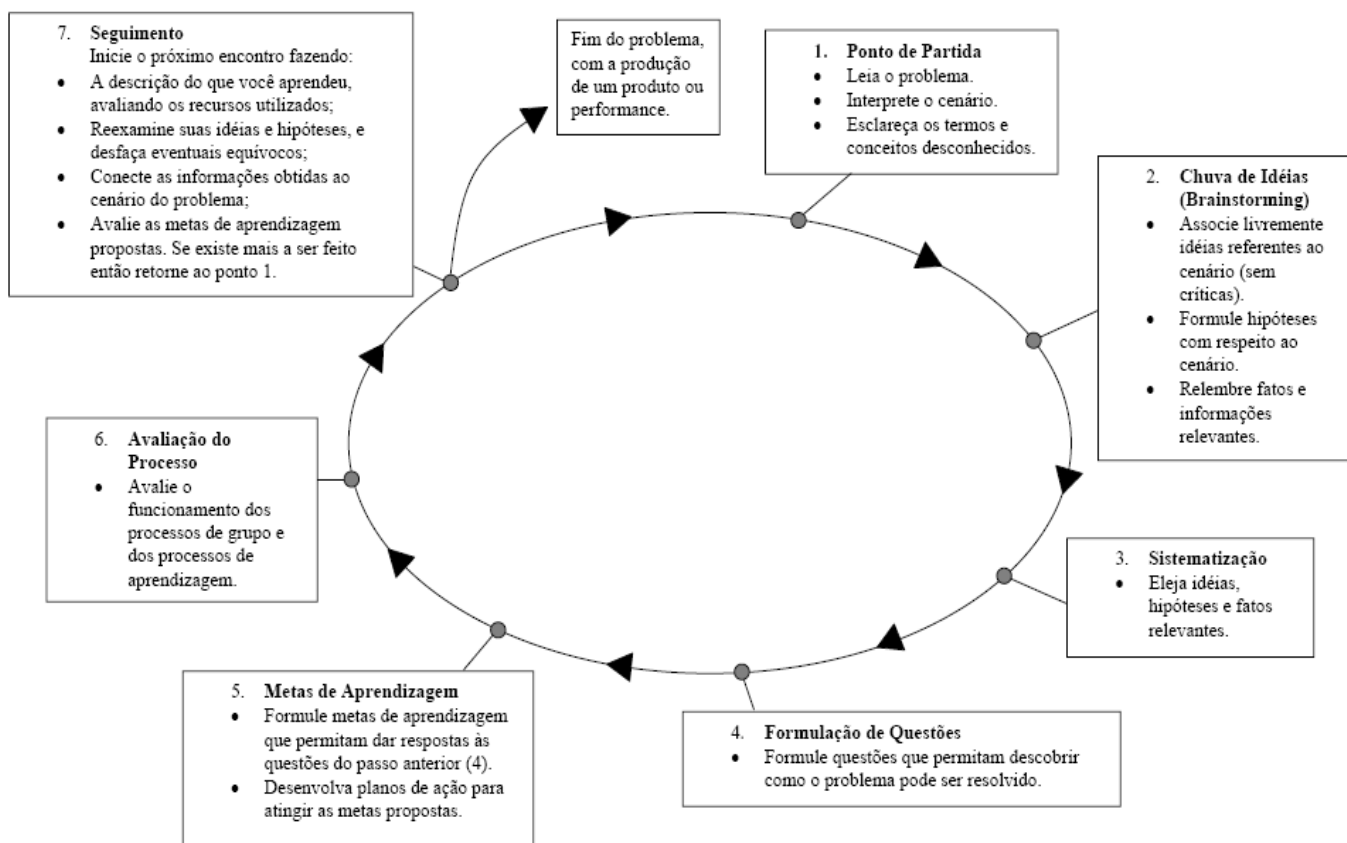 7. Seguimento
Inicie o próximo encontro fazendo:
• A descrição do que você aprendeu,
avaliando os recursos utilizados;
• Reexamine suas idéias e hipóteses, e
desfaça eventuais equívocos;
• Conecte as informações obtidas ao
cenário do problema;
• Avalie as metas de aprendizagem
propostas. Se existe mais a ser feito
então retorne ao ponto 1.
Fim do problema,
com a produção
de um produto ou
performance.
1. Ponto de Partida
• Leia o problema.
• Interprete o cenário.
• Esclareça os termos e
conceitos desconhecidos.
2. Chuva de Idéias
(Brainstorming)
• Associe livremente
idéias referentes ao
cenário (sem
críticas).
• Formule hipóteses
com respeito ao
cenário.
• Relembre fatos e
informações
relevantes.
3. Sistematização
• Eleja idéias,
hipóteses e fatos
relevantes.
4. Formulação de Questões
• Formule questões que permitam descobrir
como o problema pode ser resolvido.
5. Metas de Aprendizagem
• Formule metas de aprendizagem
que permitam dar respostas às
questões do passo anterior (4).
• Desenvolva planos de ação para
atingir as metas propostas.
6. Avaliação do
Processo
• Avalie o
funcionamento dos
processos de grupo e
dos processos de
aprendizagem.